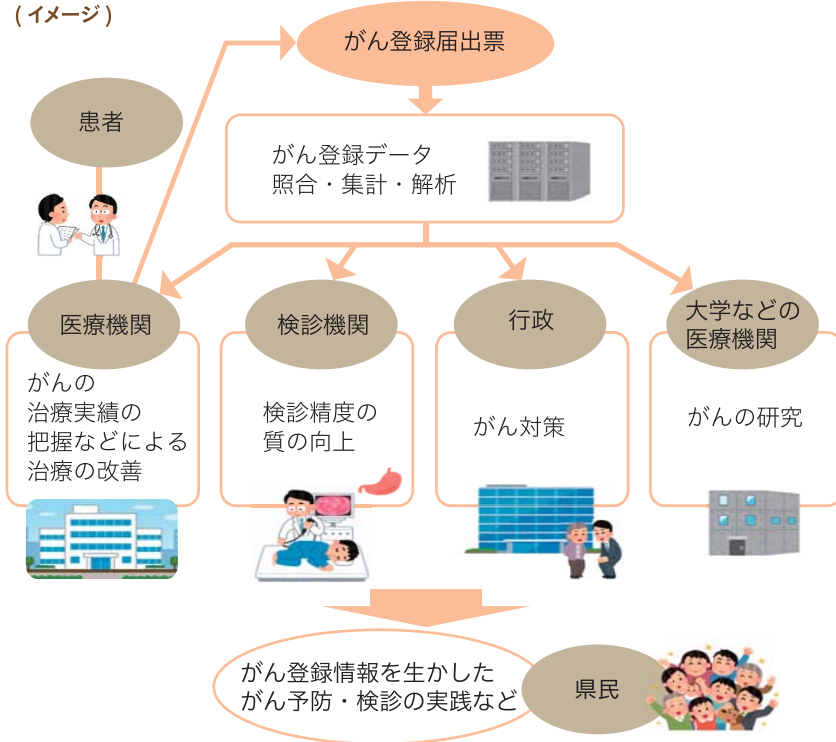 ( イメージ )
がん登録届出票
患者
がん登録データ
照合・集計・解析
医療機関
がんの
治療実績の
把握などによる
治療の改善
検診機関
検診精度の
質の向上
行政
がん対策
大学などの
医療機関
がんの研究
がん登録情報を生かした
がん予防・検診の実践など
県民